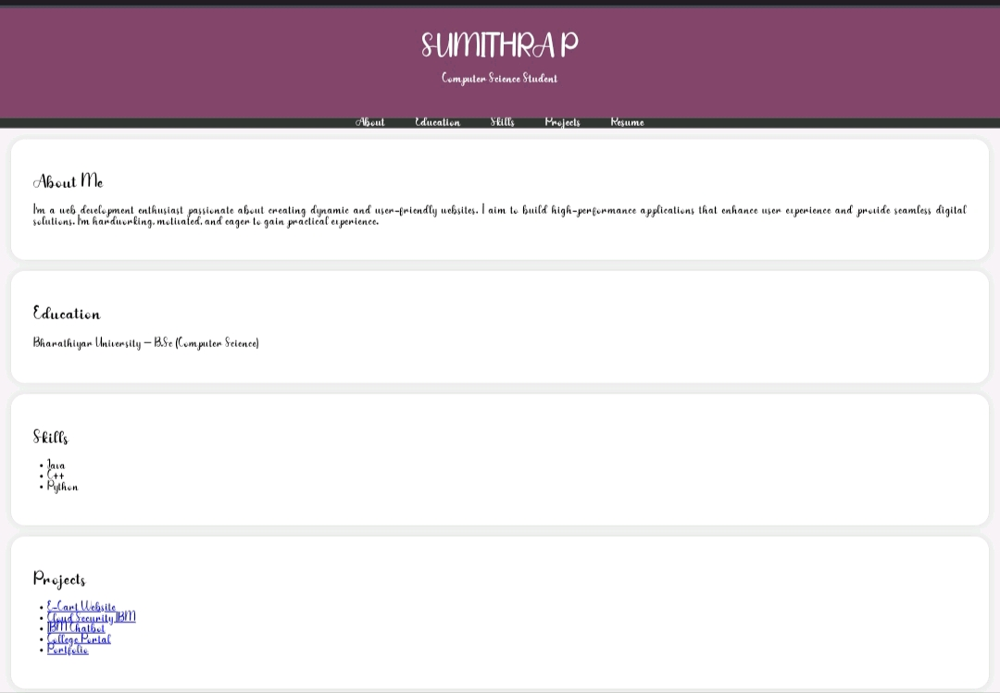 SUMITHRA P
Computer Science Student
About Education Skills Projects Resume
About Me
I'm a web development enthusiast passionate about creating dynamic and user-friendly websites. I aim to build high-performance applications that enhance user experience and provide seamless digital
solutions. I'm hardworking, motivated, and eager to gain practical experience.
Education
Bharathiyar University – B.Sc (Computer Science)
Skills
• Java
• C++
• Python
Projects
• E-Cart Website
• Cloud Security IBM
• IBM Chatbot
• College Portal
• Portfolio